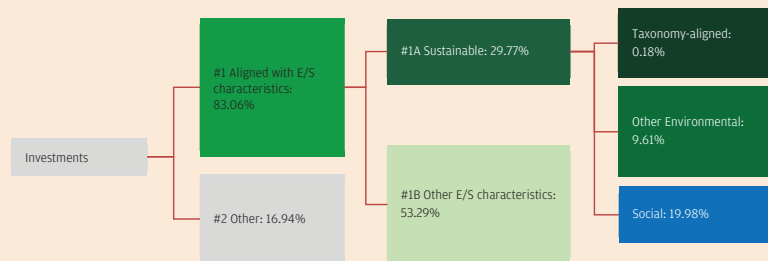 Investments
#1 Aligned with E/S
characteristics:
83.06%
#2 Other: 16.94%
#1A Sustainable: 29.77%
#1B Other E/S characteristics:
53.29%
Taxonomy-aligned:
0.18%
Other Environmental:
9.61%
Social: 19.98%